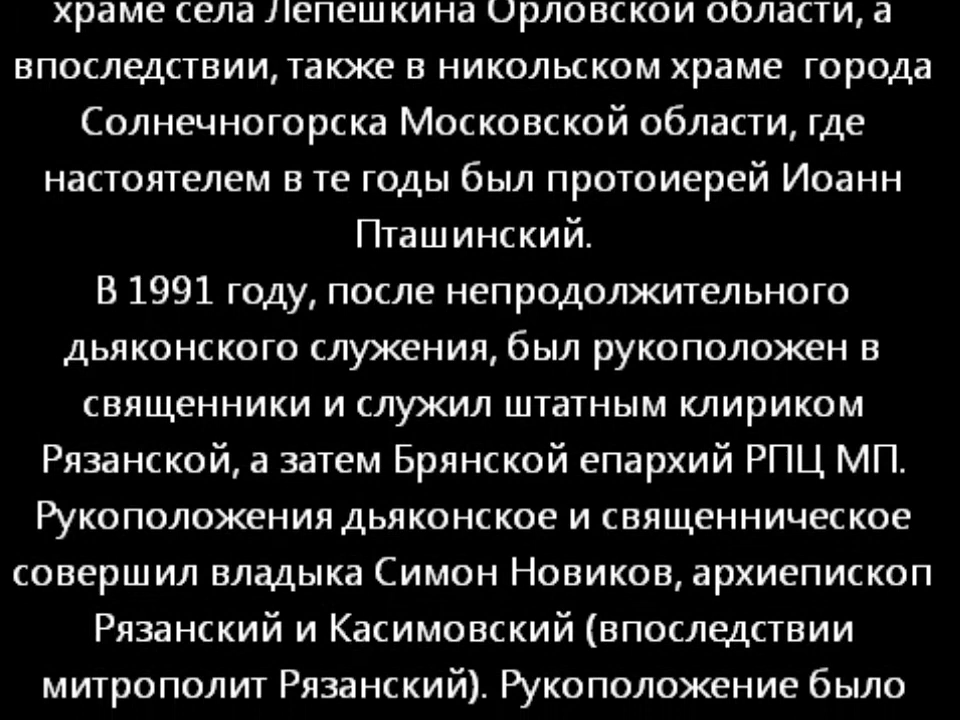 храме села Лепешкина Орловской области, а
впоследствии, также в никольском храме города
Солнечногорска Московской области, где
настоятелем в те годы был протоиерей Иоанн
Пташинский.
В 1991 году, после непродолжительного
дьяконского служения, был рукоположен в
священники и служил штатным клириком
Рязанской, а затем Брянской епархий РПЦ МП.
Рукоположения дьяконское и священническое
совершил владыка Симон Новиков, архиепископ
Рязанский и Касимовский (впоследствии
митрополит Рязанский). Рукоположение было